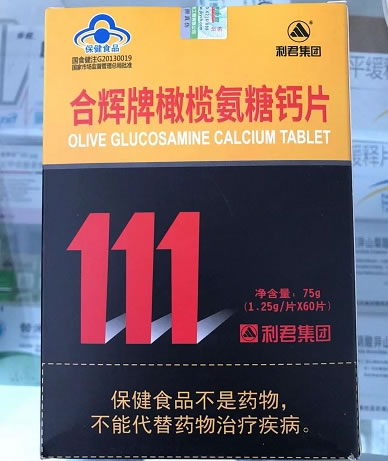 保健食品
国食健注G20130019
国家市场监督管理总局批准
利君集团
合辉牌橄榄氨糖钙片
OLIVE GLUCOSAMINE CALCIUM TABLET
111
净含量：75g
(1.25g/片X60片)
利君集团
保健食品不是药物，
不能代替药物治疗疾病。